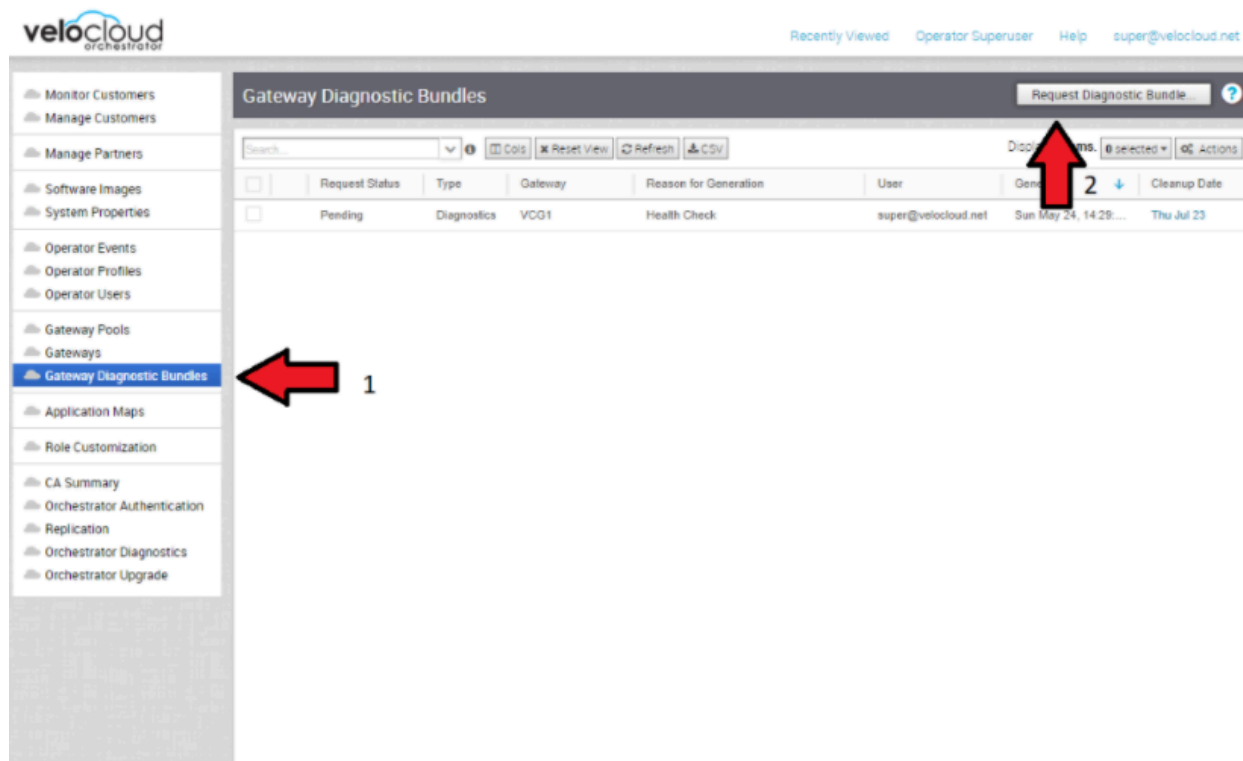 velocloud
orchestrator
Recently Viewed Operator Superuser Help super@velocloud.net
Monitor Customers
Manage Customers
Manage Partners
Software Images
System Properties
Operator Events
Operator Profiles
Operator Users
Gateway Pools
Gateways
Gateway Diagnostic Bundles
Application Maps
Role Customization
CA Summary
Orchestrator Authentication
Replication
Orchestrator Diagnostics
Orchestrator Upgrade
Gateway Diagnostic Bundles Request Diagnostic Bundle... ?
Search... Cols Reset View Refresh CSV 0 selected Actions
Request Status Type Gateway Reason for Generation User 2 Cleanup Date
Pending Diagnostics VCG1 Health Check super@velocloud.net Sun May 24, 14:29:... Thu Jul 23
1